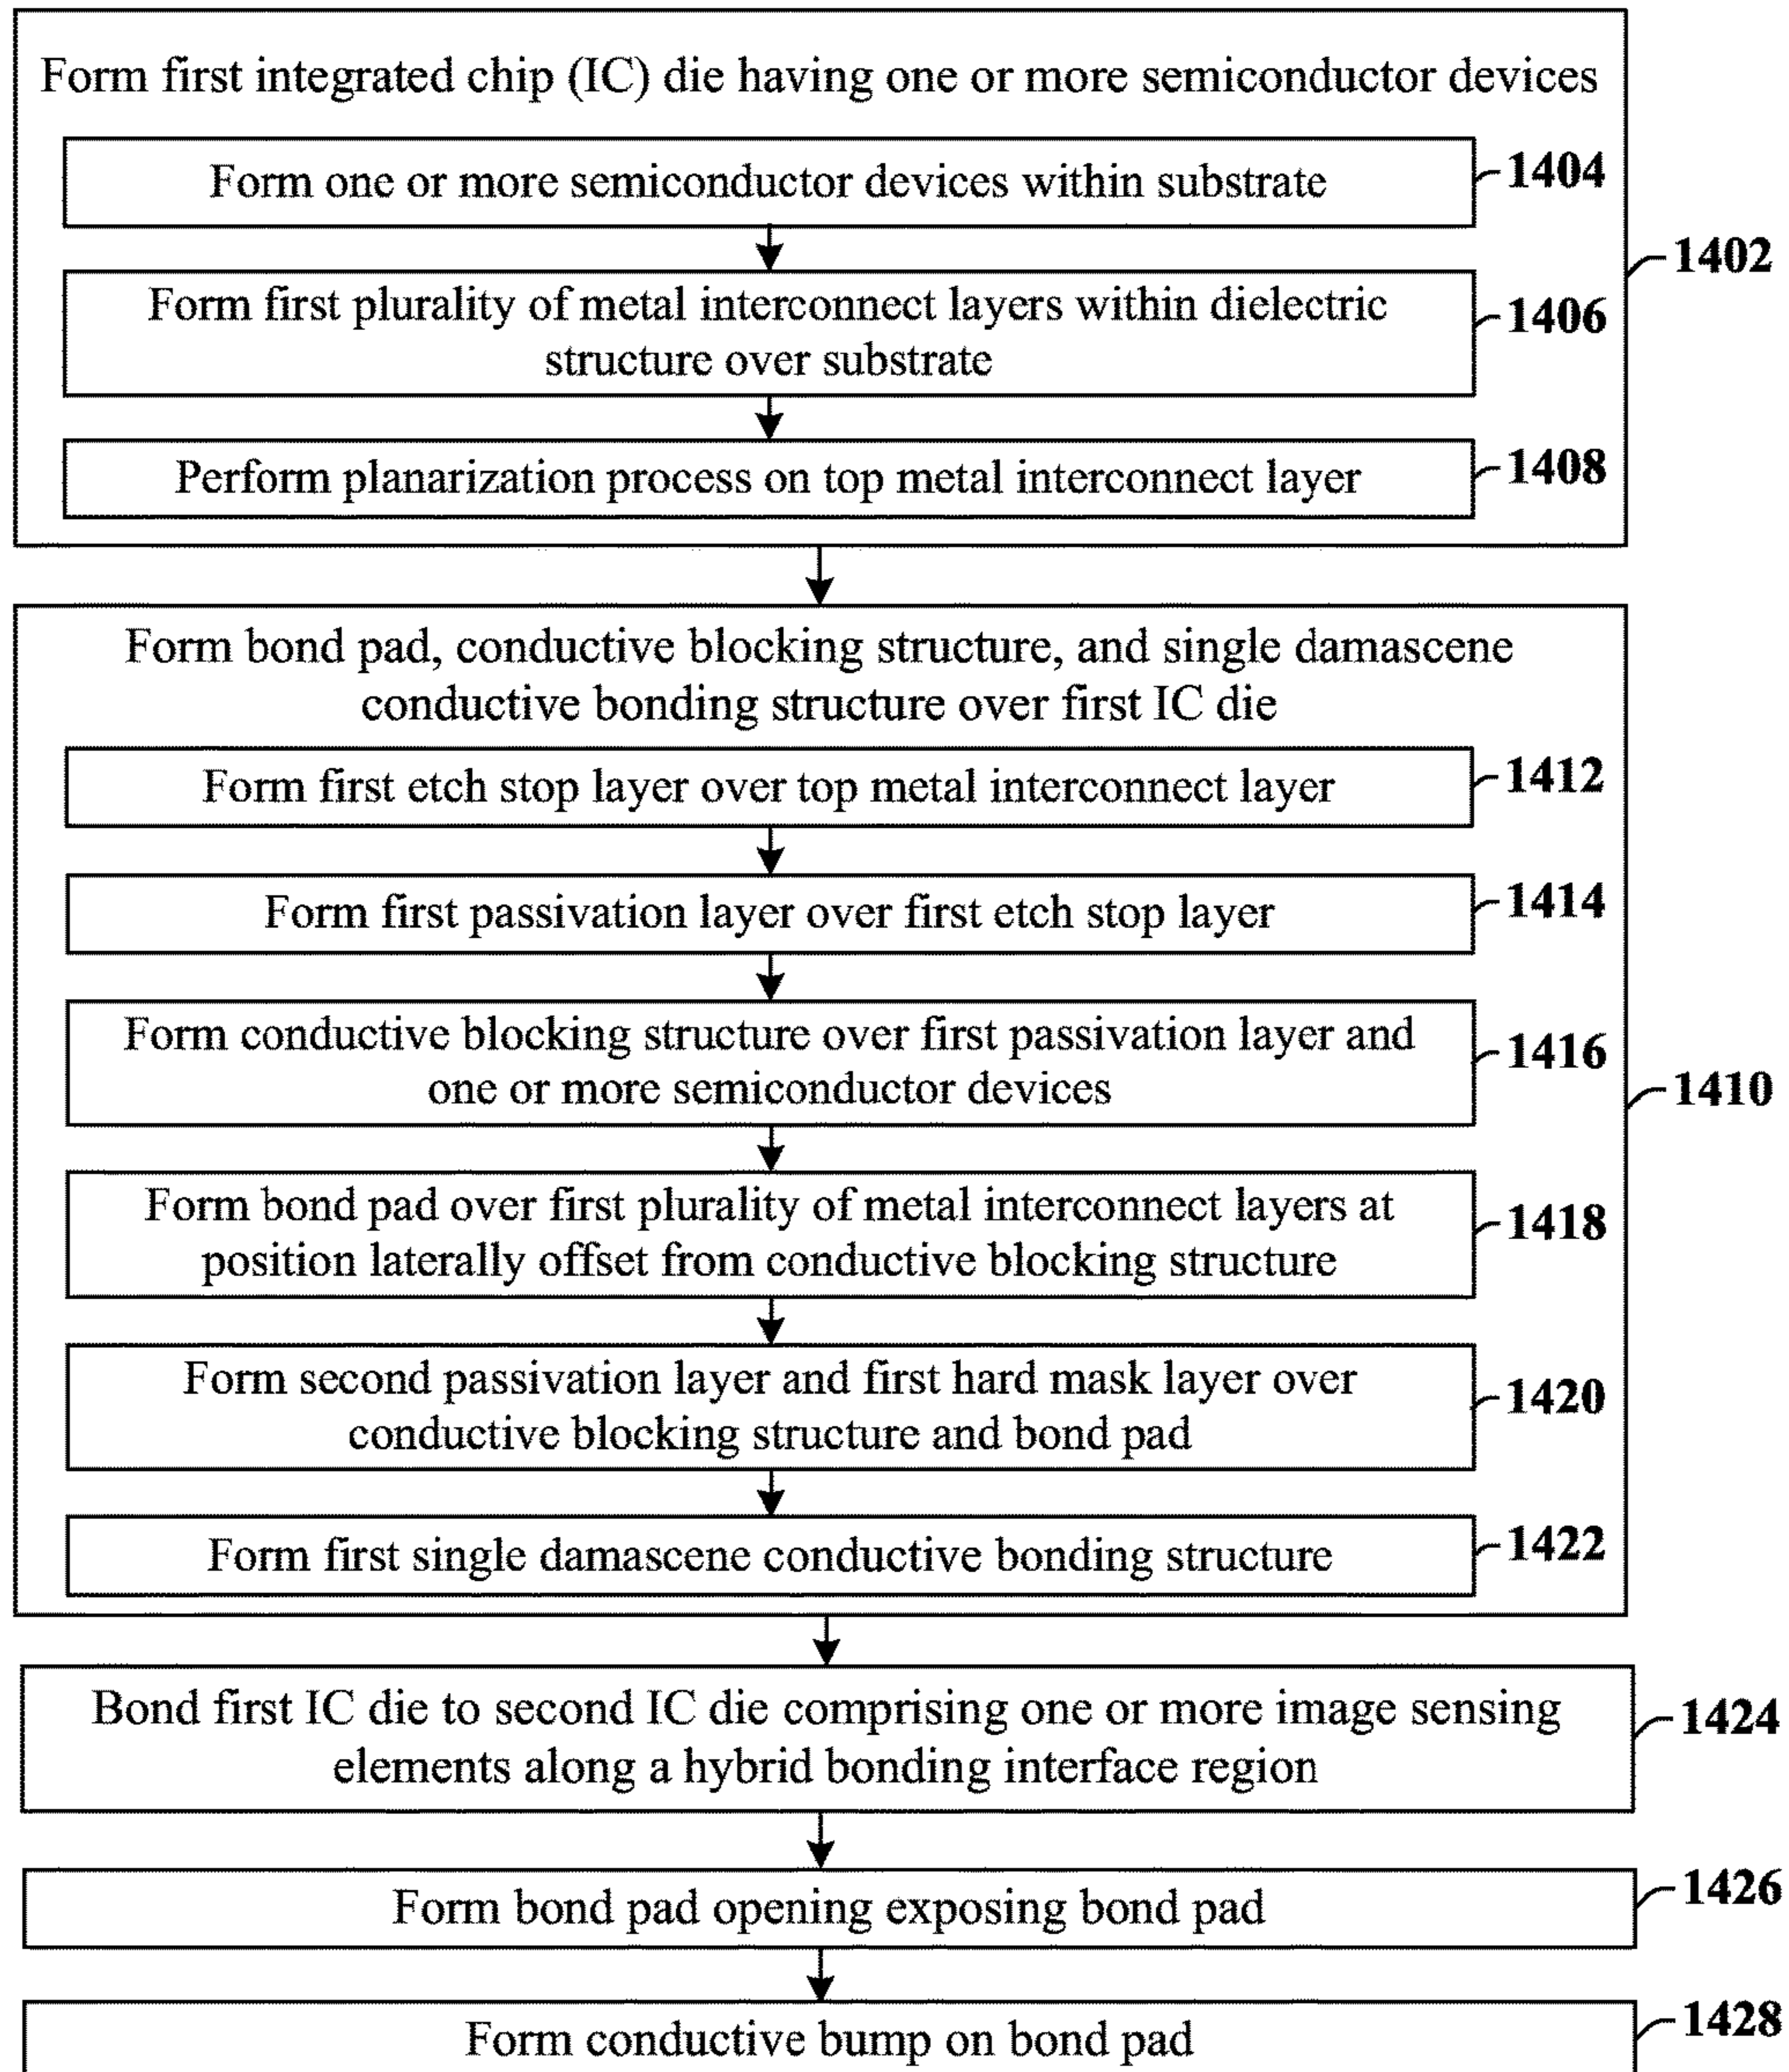 Form first integrated chip (IC) die having one or more semiconductor devices
Form one or more semiconductor devices within substrate
1404
1402
Form first plurality of metal interconnect layers within dielectric
structure over substrate
1406
Perform planarization process on top metal interconnect layer
1408
Form bond pad, conductive blocking structure, and single damascene
conductive bonding structure over first IC die
Form first etch stop layer over top metal interconnect layer
1412
Form first passivation layer over first etch stop layer
1414
Form conductive blocking structure over first passivation layer and
one or more semiconductor devices
1416
1410
Form bond pad over first plurality of metal interconnect layers at
position laterally offset from conductive blocking structure
1418
Form second passivation layer and first hard mask layer over
conductive blocking structure and bond pad
1420
Form first single damascene conductive bonding structure
1422
Bond first IC die to second IC die comprising one or more image sensing
elements along a hybrid bonding interface region
1424
Form bond pad opening exposing bond pad
1426
Form conductive bump on bond pad
1428